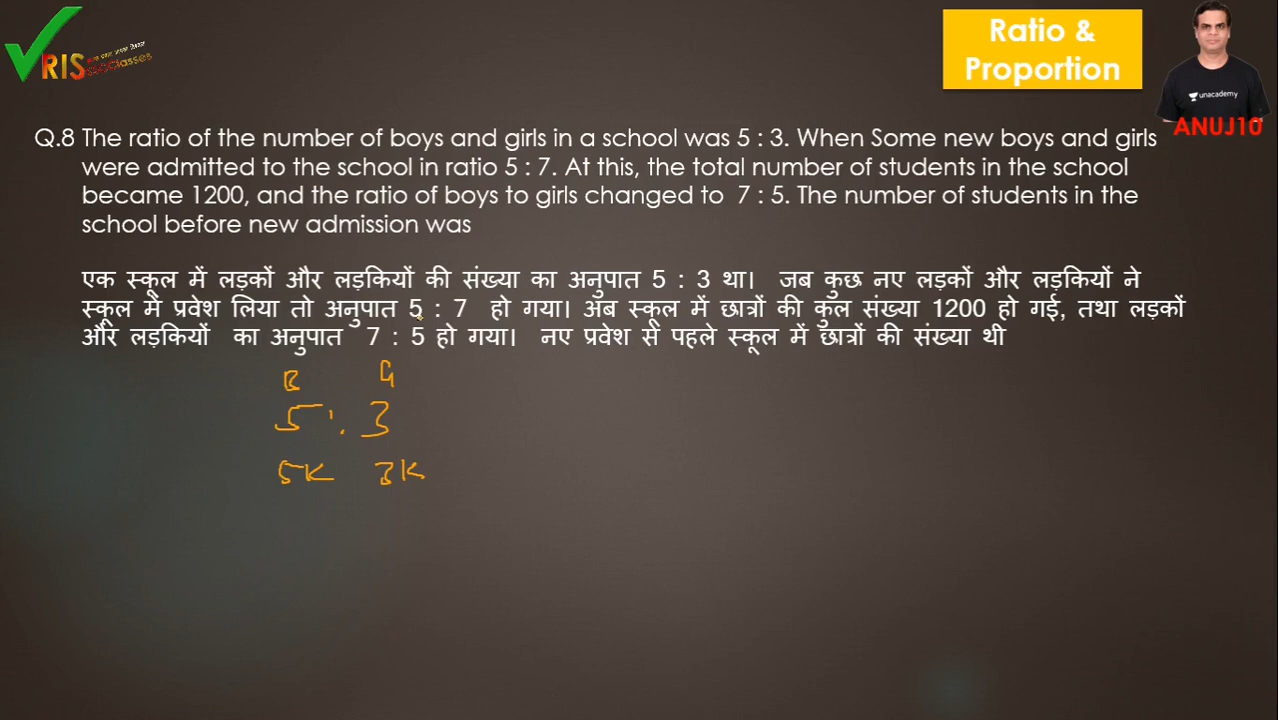 RIS
Ratio &
Proportion
unacademy
ANUJ10
Q.8 The ratio of the number of boys and girls in a school was 5 : 3. When Some new boys and girls
were admitted to the school in ratio 5 : 7. At this, the total number of students in the school
became 1200, and the ratio of boys to girls changed to 7 : 5. The number of students in the
school before new admission was
एक स्कूल में लड़कों और लड़कियों की संख्या का अनुपात 5 : 3 था। जब कुछ नए लड़कों और लड़कियों ने
स्कूल में प्रवेश लिया तो अनुपात 5 : 7 हो गया। अब स्कूल में छात्रों की कुल संख्या 1200 हो गई, तथा लड़कों
और लड़कियों का अनुपात 7 : 5 हो गया। नए प्रवेश से पहले स्कूल में छात्रों की संख्या थी
B G
5 : 3
5K 3K